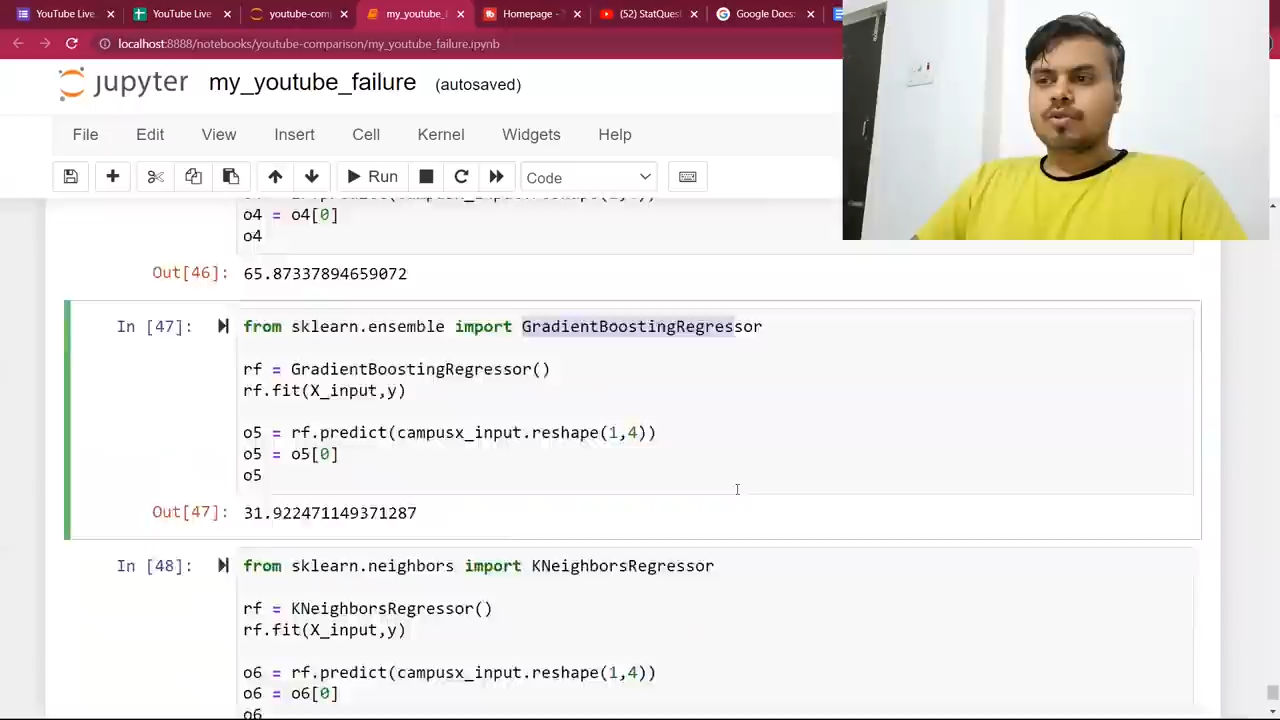 YouTube Live
YouTube Live
youtube-com
my_youtube_
Homepage -
(52) StatQues
Google Docs:
localhost:8888/notebooks/youtube-comparison/my_youtube_failure.ipynb
jupyter my_youtube_failure (autosaved)
File Edit View Insert Cell Kernel Widgets Help
Run Code
o4 = o4[0]
o4
Out[46]: 65.87337894659072
In [47]: from sklearn.ensemble import GradientBoostingRegressor
rf = GradientBoostingRegressor()
rf.fit(X_input,y)
o5 = rf.predict(campusx_input.reshape(1,4))
o5 = o5[0]
o5
Out[47]: 31.922471149371287
In [48]: from sklearn.neighbors import KNeighborsRegressor
rf = KNeighborsRegressor()
rf.fit(X_input,y)
o6 = rf.predict(campusx_input.reshape(1,4))
o6 = o6[0]
o6